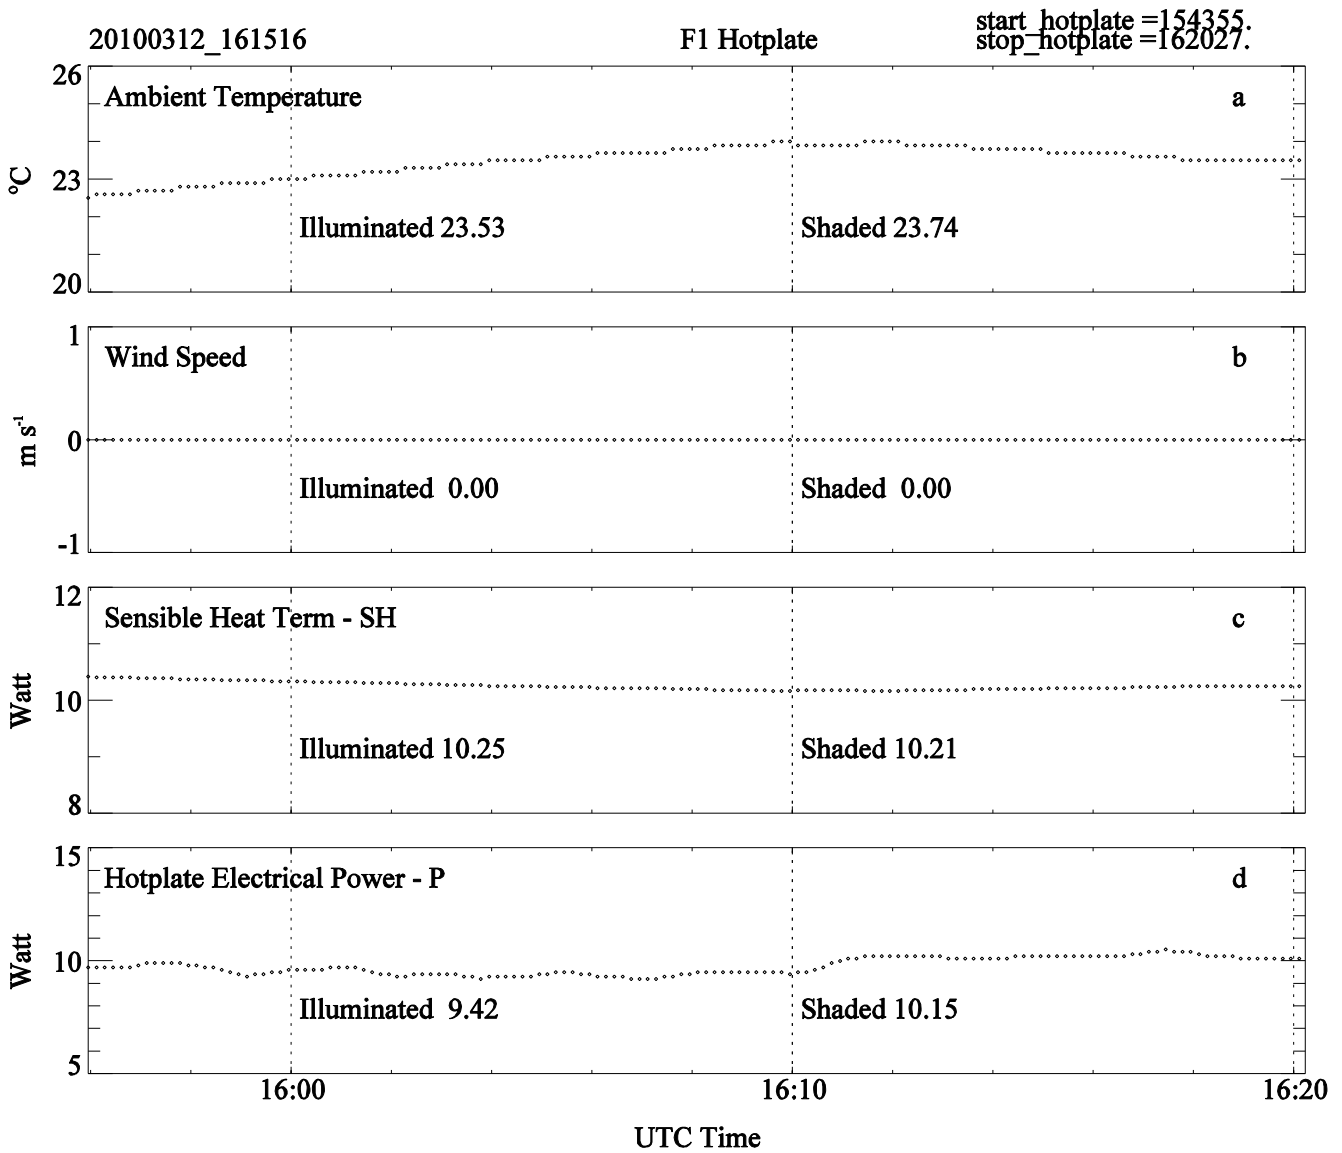 start_hotplate =154355.
20100312_161516 F1 Hotplate stop_hotplate =162027.
26
Ambient Temperature a
°C
23
Illuminated 23.53 Shaded 23.74
20
1
Wind Speed b
m s-1
0
Illuminated 0.00 Shaded 0.00
-1
12
Sensible Heat Term - SH c
Watt
10
Illuminated 10.25 Shaded 10.21
8
15
Hotplate Electrical Power - P d
Watt
10
Illuminated 9.42 Shaded 10.15
5
16:00 16:10 16:20
UTC Time